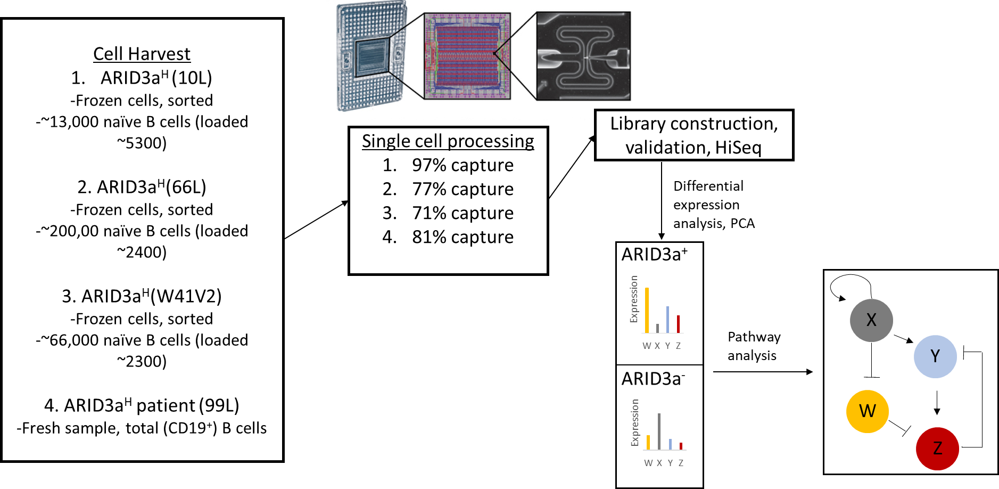 Cell Harvest
1. ARID3aᴴ (10L)
-Frozen cells, sorted
-~13,000 naïve B cells (loaded
~5300)
2. ARID3aᴴ(66L)
-Frozen cells, sorted
-~200,00 naïve B cells (loaded
~2400)
3. ARID3aᴴ(W41V2)
-Frozen cells, sorted
-~66,000 naïve B cells (loaded
~2300)
4. ARID3aᴴ patient (99L)
-Fresh sample, total (CD19⁺) B cells
Single cell processing
1. 97% capture
2. 77% capture
3. 71% capture
4. 81% capture
Library construction,
validation, HiSeq
Differential
expression
analysis, PCA
ARID3a⁺
Expression
W X Y Z
ARID3a⁻
Expression
W X Y Z
Pathway
analysis
X
Y
W
Z